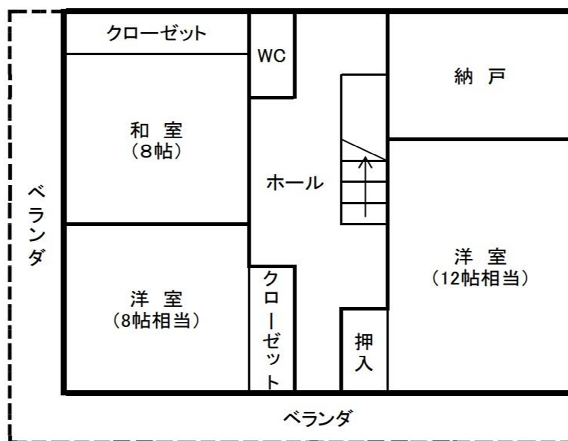 クローゼット
WC
納 戸
和 室
（８帖）
ホール
ベランダ
洋 室
（12帖相当）
洋 室
（8帖相当）
クローゼット
押入
ベランダ